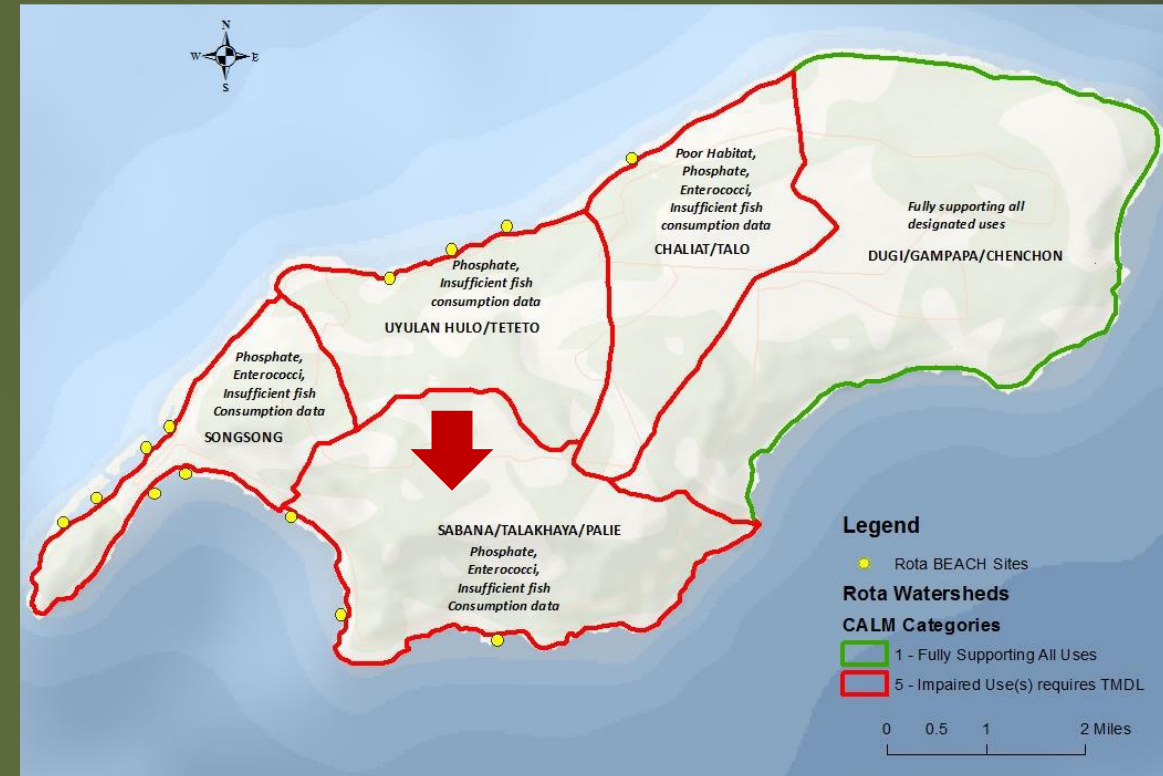 N
W E
S
Poor Habitat,
Phosphate,
Enterococci,
Insufficient fish
consumption data
CHALIAT/TALO
Fully supporting all
designated uses
DUGI/GAMPAPA/CHENCHON
Phosphate,
Insufficient fish
consumption data
UYULAN HULO/TETETO
Phosphate,
Enterococci,
Insufficient fish
Consumption data
SONGSONG
SABANA/TALAKHAYA/PALIE
Phosphate,
Enterococci,
Insufficient fish
Consumption data
Legend
Rota BEACH Sites
Rota Watersheds
CALM Categories
1 - Fully Supporting All Uses
5 - Impaired Use(s) requires TMDL
0 0.5 1 2 Miles